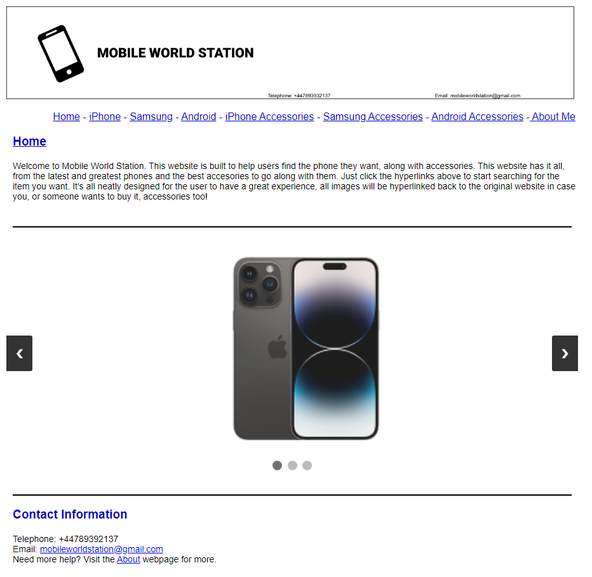 MOBILE WORLD STATION
Telephone: +447893932137 Email: mobileworldstation@gmail.com
Home - iPhone - Samsung - Android - iPhone Accessories - Samsung Accessories - Android Accessories - About Me
Home
Welcome to Mobile World Station. This website is built to help users find the phone they want, along with accessories. This website has it all,
from the latest and greatest phones and the best accesories to go along with them. Just click the hyperlinks above to start searching for the
item you want. It's all neatly designed for the user to have a great experience, all images will be hyperlinked back to the original website in case
you, or someone wants to buy it, accessories too!
Contact Information
Telephone: +44789392137
Email: mobileworldstation@gmail.com
Need more help? Visit the About webpage for more.